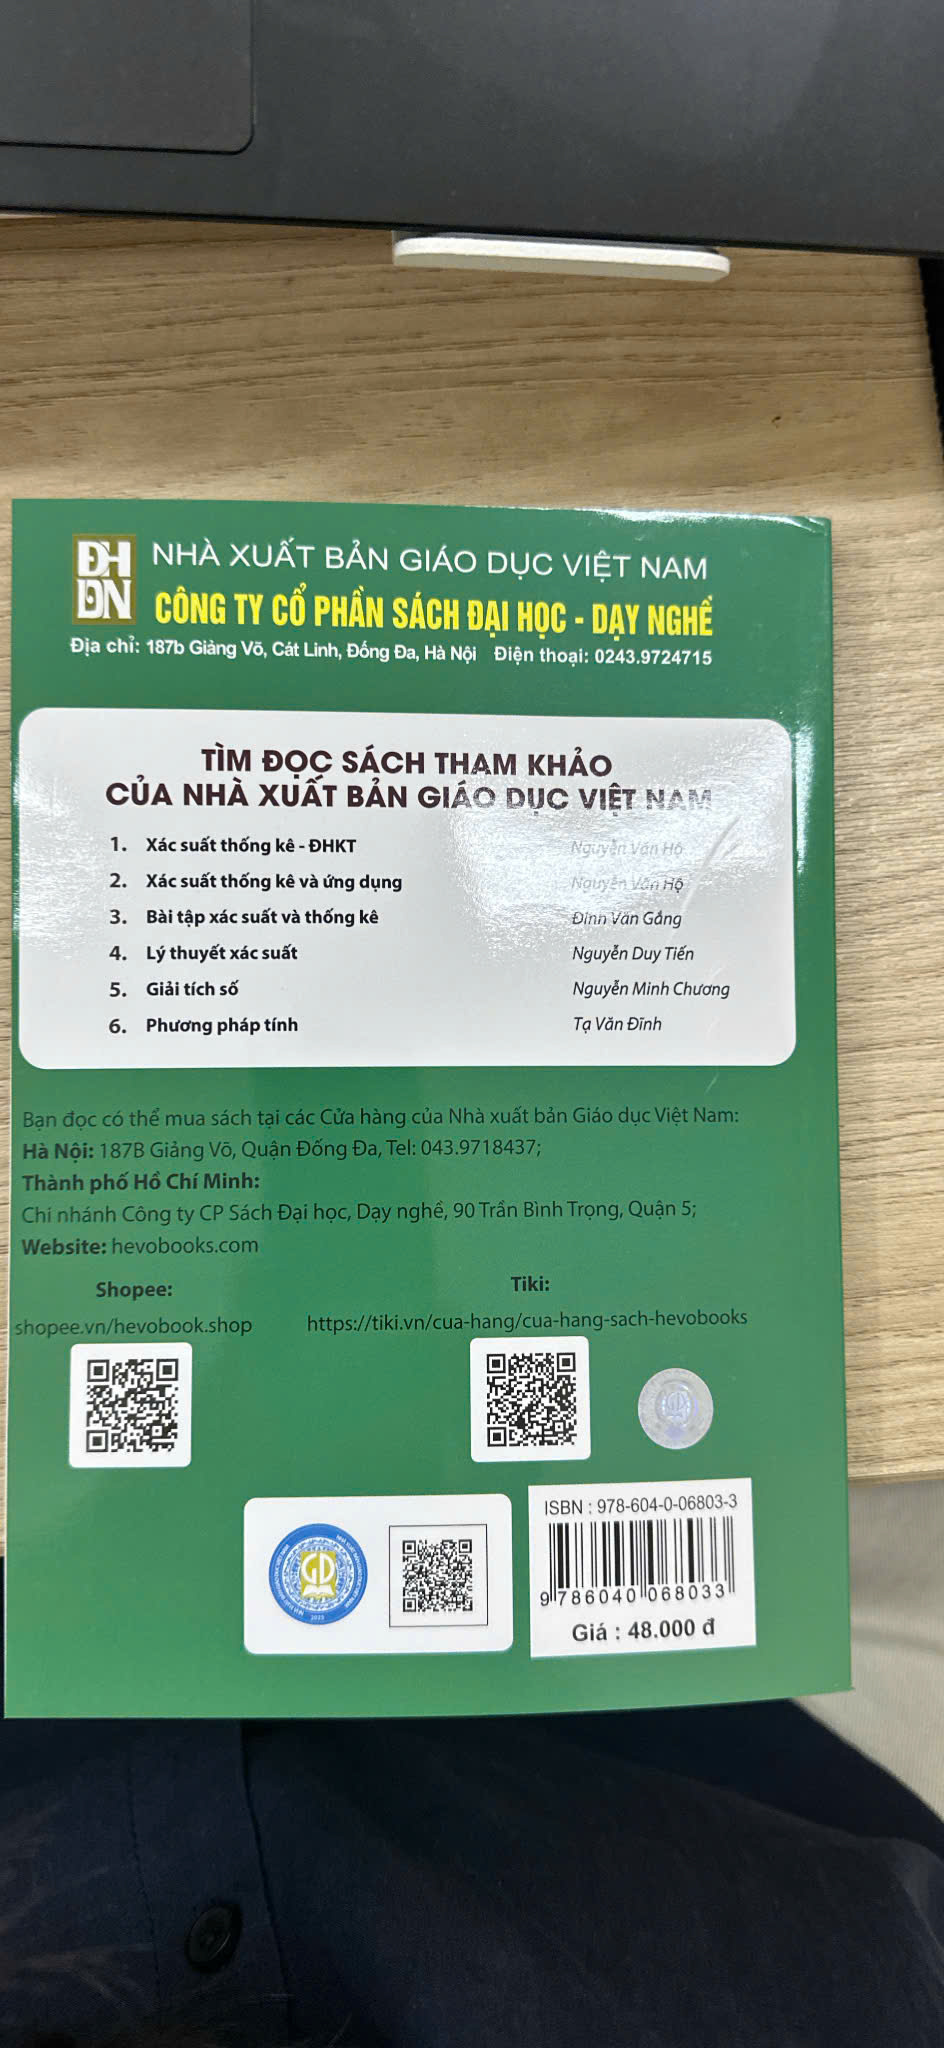 ĐH
DN
NHÀ XUẤT BẢN GIÁO DỤC VIỆT NAM
CÔNG TY CỔ PHẦN SÁCH ĐẠI HỌC - DẠY NGHỀ
Địa chỉ: 187b Giảng Võ, Cát Linh, Đống Đa, Hà Nội Điện thoại: 0243.9724715
TÌM ĐỌC SÁCH THAM KHẢO
CỦA NHÀ XUẤT BẢN GIÁO DỤC VIỆT NAM
1. Xác suất thống kê - ĐHKT Nguyễn Văn Hộ
2. Xác suất thống kê và ứng dụng Nguyễn Văn Hộ
3. Bài tập xác suất và thống kê Đinh Văn Gắng
4. Lý thuyết xác suất Nguyễn Duy Tiến
5. Giải tích số Nguyễn Minh Chương
6. Phương pháp tính Tạ Văn Đĩnh
Bạn đọc có thể mua sách tại các Cửa hàng của Nhà xuất bản Giáo dục Việt Nam:
Hà Nội: 187B Giảng Võ, Quận Đống Đa, Tel: 043.9718437;
Thành phố Hồ Chí Minh:
Chi nhánh Công ty CP Sách Đại học, Dạy nghề, 90 Trần Bình Trọng, Quận 5;
Website: hevobooks.com
Shopee: Tiki:
shopee.vn/hevobook.shop https://tiki.vn/cua-hang/cua-hang-sach-hevobooks
GD
ISBN : 978-604-0-06803-3
9 786040 068033
Giá : 48.000 đ